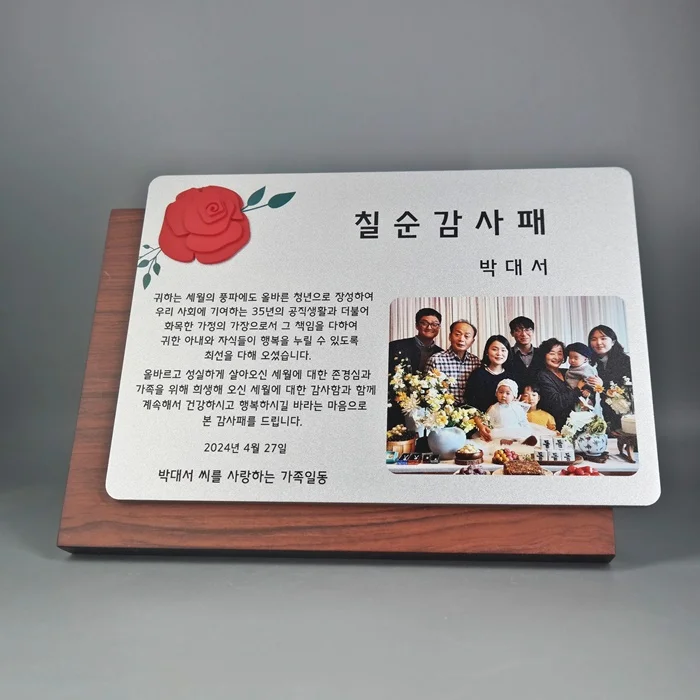 칠순감사패
박대서
귀하는 세월의 풍파에도 올바른 청년으로 장성하여
우리 사회에 기여하는 35년의 공직생활과 더불어
화목한 가정의 가장으로서 그 책임을 다하여
귀한 아내와 자식들이 행복을 누릴 수 있도록
최선을 다해 오셨습니다.
올바르고 성실하게 살아오신 세월에 대한 존경심과
가족을 위해 희생해 오신 세월에 대한 감사함과 함께
계속해서 건강하시고 행복하시길 바라는 마음으로
본 감사패를 드립니다.
2024년 4월 27일
박대서 씨를 사랑하는 가족일동